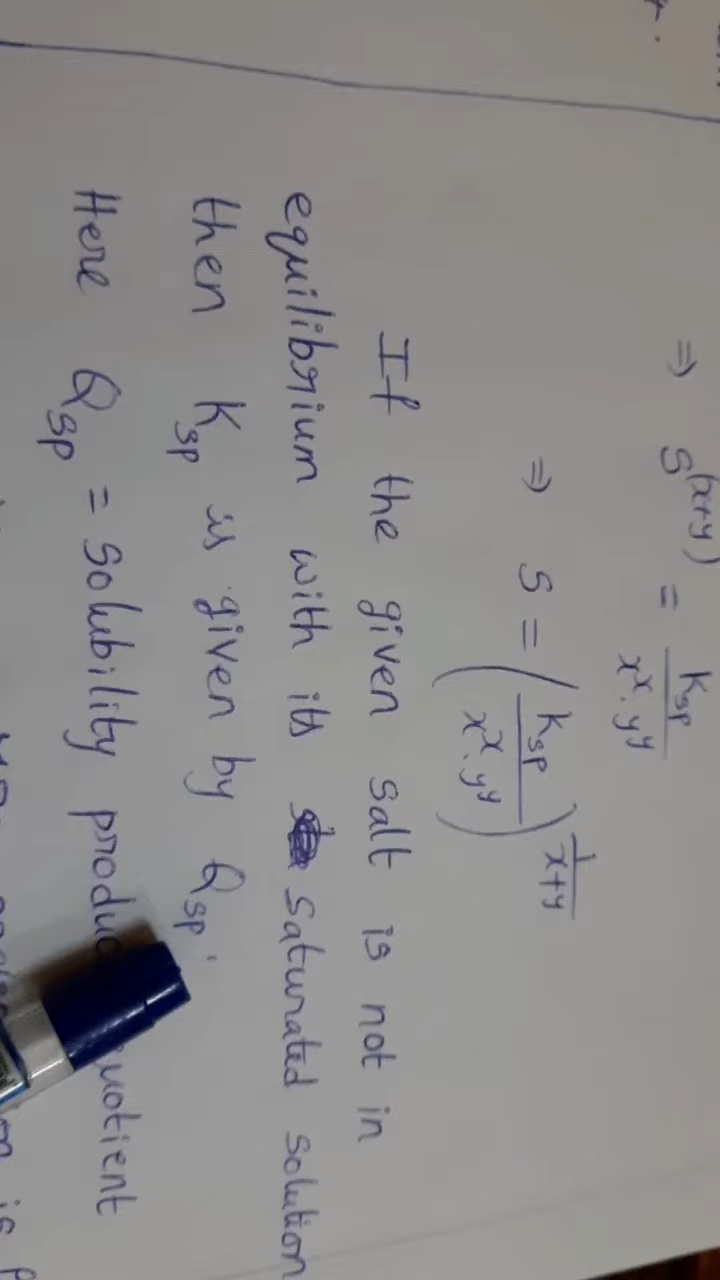 ⇒ S^(x+y) = Ksp / x^x . y^y
⇒ S = (Ksp / x^x . y^y)^(1/(x+y))
If the given salt is not in
equilibrium with its saturated solution
then Ksp is given by Qsp.
Here Qsp = solubility quotient